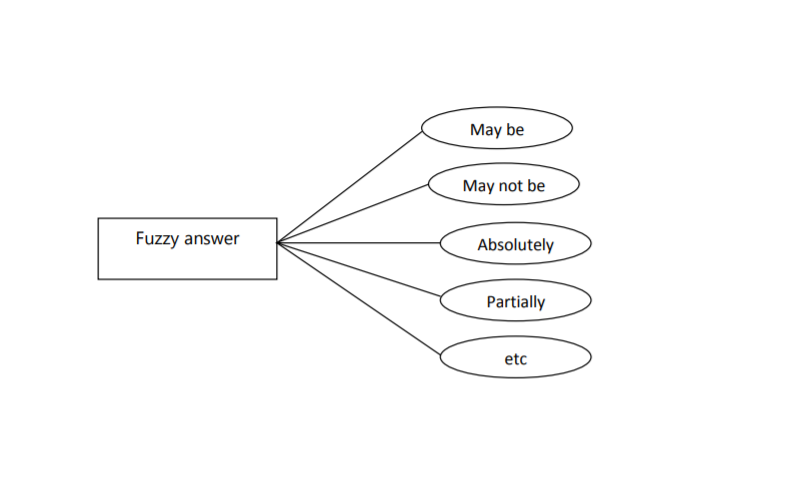 May be
May not be
Fuzzy answer
Absolutely
Partially
etc